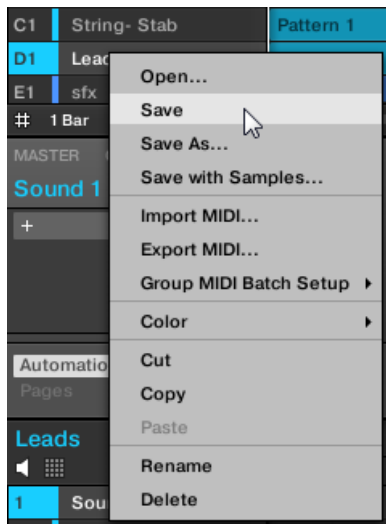 C1 String- Stab Pattern 1
D1 Lead
E1 sfx
1 Bar
MASTER
Sound 1
+
Automatio
Pages
Leads
1 Sou
Open...
Save
Save As...
Save with Samples...
Import MIDI...
Export MIDI...
Group MIDI Batch Setup
Color
Cut
Copy
Paste
Rename
Delete